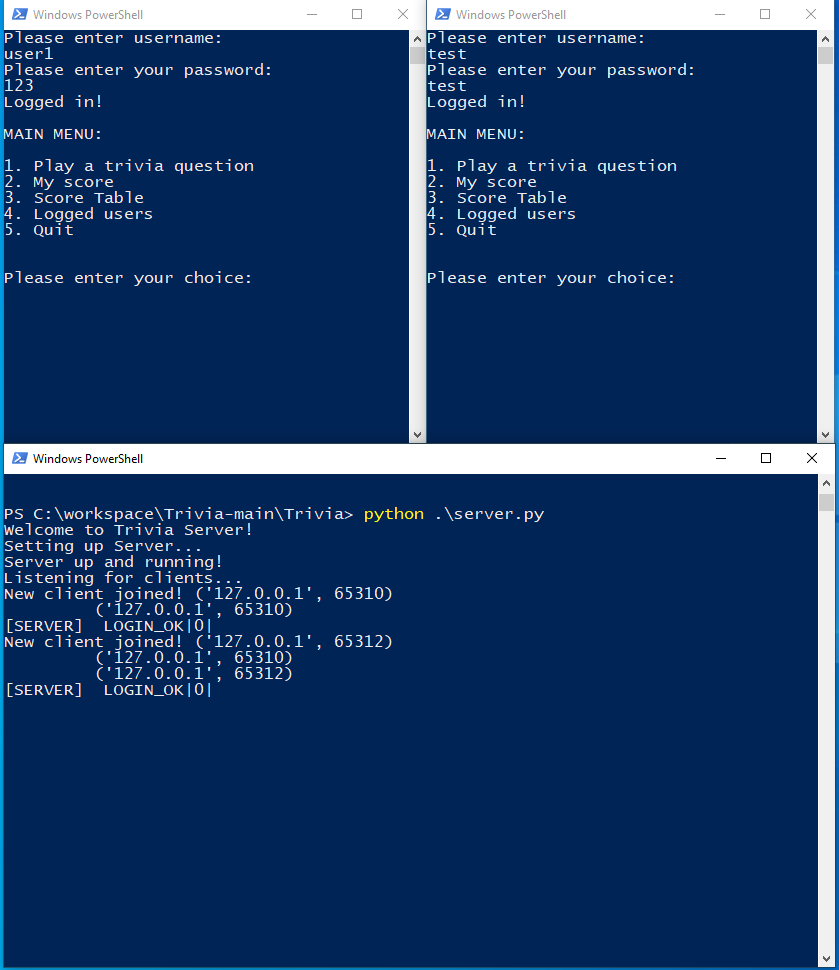 Windows PowerShell
Please enter username:
user1
Please enter your password:
123
Logged in!
MAIN MENU:
1. Play a trivia question
2. My score
3. Score Table
4. Logged users
5. Quit
Please enter your choice:
Windows PowerShell
Please enter username:
test
Please enter your password:
test
Logged in!
MAIN MENU:
1. Play a trivia question
2. My score
3. Score Table
4. Logged users
5. Quit
Please enter your choice:
Windows PowerShell
PS C:\workspace\Trivia-main\Trivia> python .\server.py
Welcome to Trivia Server!
Setting up Server...
Server up and running!
Listening for clients...
New client joined! ('127.0.0.1', 65310)
('127.0.0.1', 65310)
[SERVER]  LOGIN_OK|0|
New client joined! ('127.0.0.1', 65312)
('127.0.0.1', 65310)
('127.0.0.1', 65312)
[SERVER]  LOGIN_OK|0|